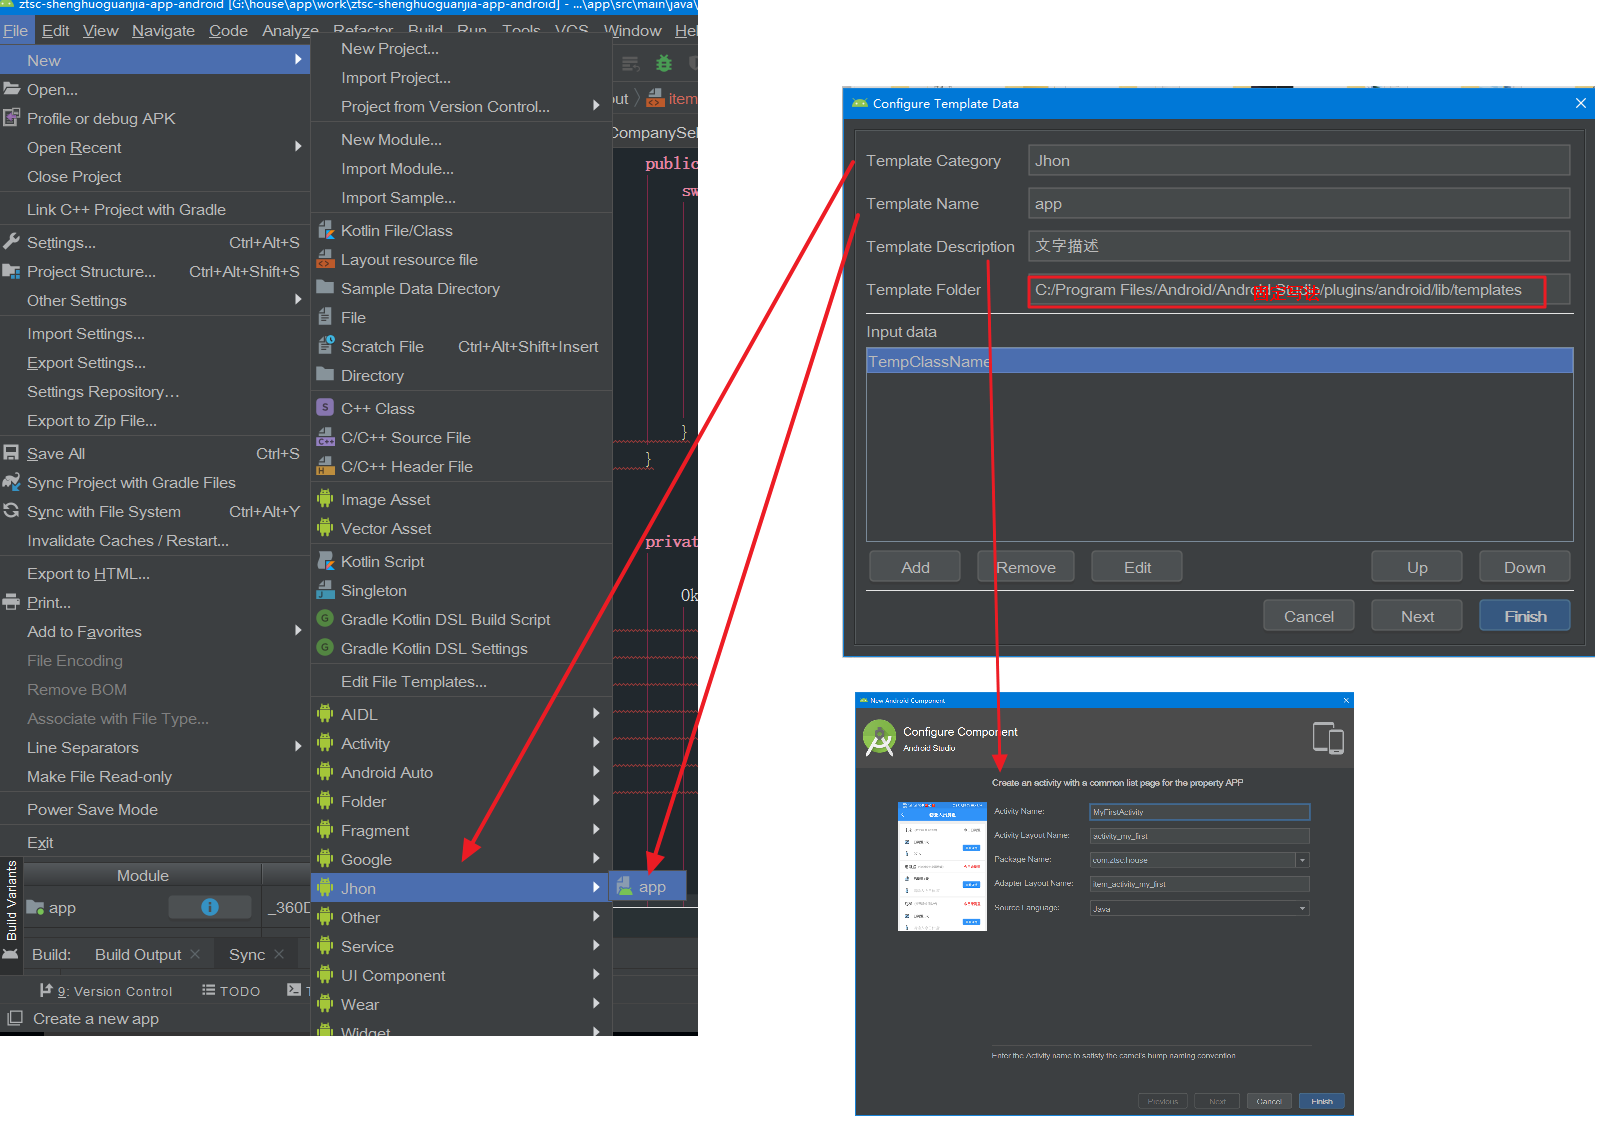 ztsc-shenghuoguanjia-app-android [G:\house\app\work\ztsc-shenghuoguanjia-app-android] - ...\app\src\main\java\
File Edit View Navigate Code Analyze Refactor Build Run Tools VCS Window Hel
New
Open...
Profile or debug APK
Open Recent
Close Project
Link C++ Project with Gradle
Settings... Ctrl+Alt+S
Project Structure... Ctrl+Alt+Shift+S
Other Settings
Import Settings...
Export Settings...
Settings Repository...
Export to Zip File...
Save All Ctrl+S
Sync Project with Gradle Files
Sync with File System Ctrl+Alt+Y
Invalidate Caches / Restart...
Export to HTML...
Print...
Add to Favorites
File Encoding
Remove BOM
Associate with File Type...
Line Separators
Make File Read-only
Power Save Mode
Exit
New Project...
Import Project...
Project from Version Control...
New Module...
Import Module...
Import Sample...
Kotlin File/Class
Layout resource file
Sample Data Directory
File
Scratch File Ctrl+Alt+Shift+Insert
Directory
C++ Class
C/C++ Source File
C/C++ Header File
Image Asset
Vector Asset
Kotlin Script
Singleton
Gradle Kotlin DSL Build Script
Gradle Kotlin DSL Settings
Edit File Templates...
AIDL
Activity
Android Auto
Folder
Fragment
Google
Jhon
Other
Service
UI Component
Wear
Widget
app
out item
CompanySel
public
sw
}
}
privat
Ok
Build Variants
Module
app _360D
Build: Build Output Sync
9: Version Control TODO T
Create a new app
Configure Template Data
Template Category Jhon
Template Name app
Template Description 文字描述
Template Folder C:/Program Files/Android/Android Studio/plugins/android/lib/templates
Input data
TempClassName
Add Remove Edit Up Down
Cancel Next Finish
New Android Component
Configure Component
Android Studio
Create an activity with a common list page for the property APP
Activity Name: MyFirstActivity
Activity Layout Name: activity_my_first
Package Name: com.ztsc.house
Adapter Layout Name: item_activity_my_first
Source Language: Java
Enter the Activity name to satisfy the camel's hump naming convention
Previous Next Cancel Finish